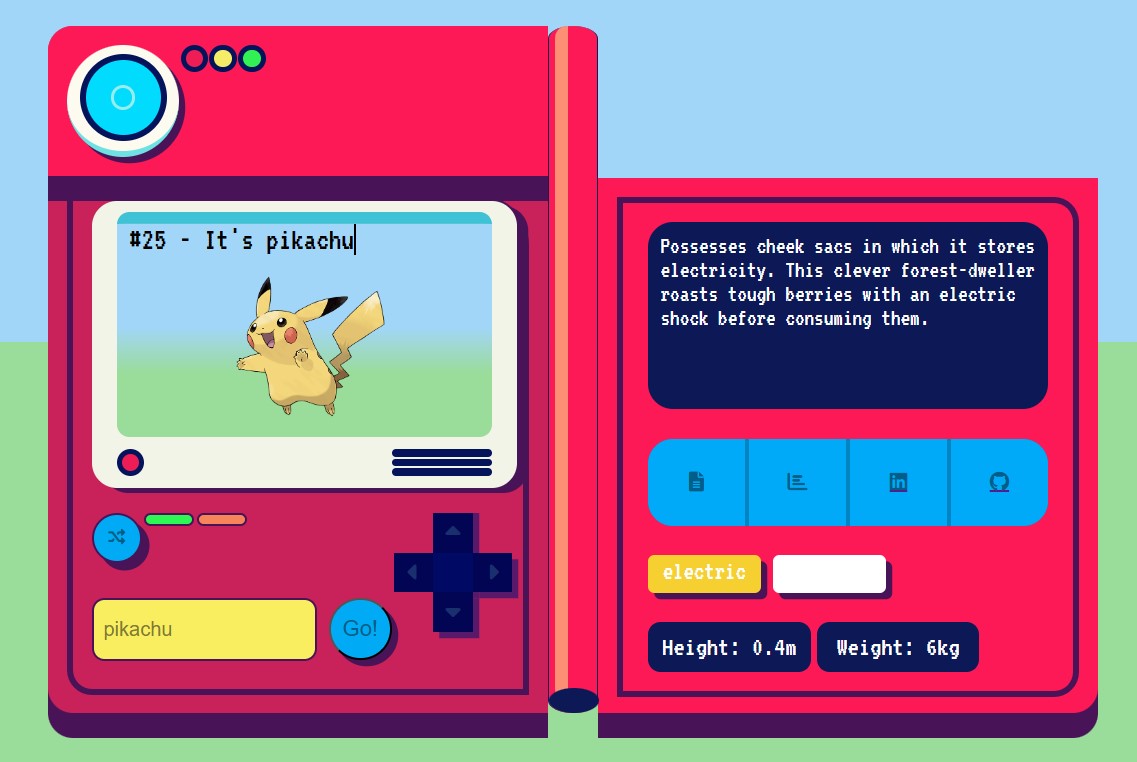 #25 - It's pikachu
Possesses cheek sacs in which it stores
electricity. This clever forest-dweller
roasts tough berries with an electric
shock before consuming them.
in
electric
Height: 0.4m
Weight: 6kg
pikachu
Go!